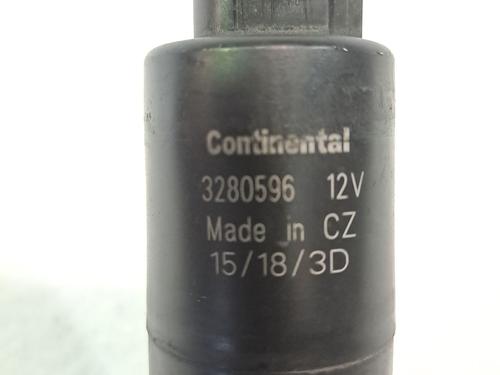 Continental
3280596 12V
Made in CZ
15/18/3D